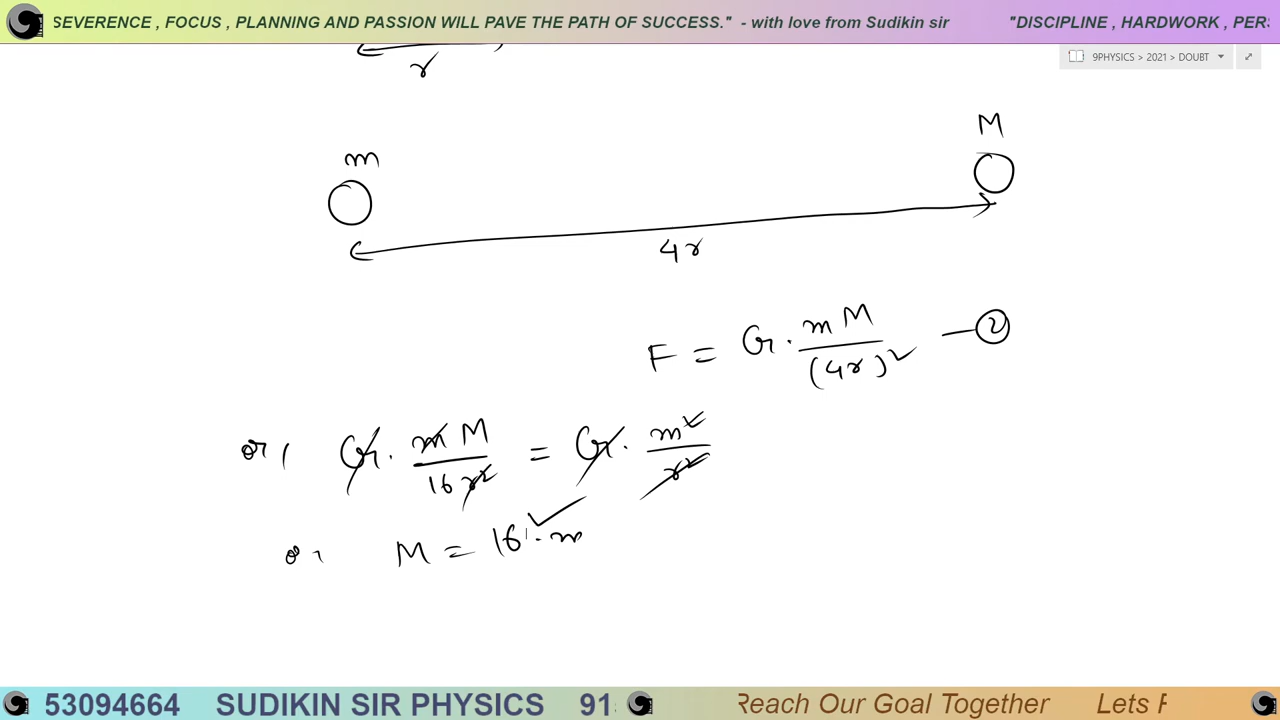 SEVERENCE , FOCUS , PLANNING AND PASSION WILL PAVE THE PATH OF SUCCESS." - with love from Sudikin sir "DISCIPLINE , HARDWORK , PERS
9PHYSICS > 2021 > DOUBT
r
m M
4r
F = G · mM/(4r)² — ②
or, G · mM/16r² = G · m²/r²
or, M = 16 · m
53094664 SUDIKIN SIR PHYSICS 91 Reach Our Goal Together Lets